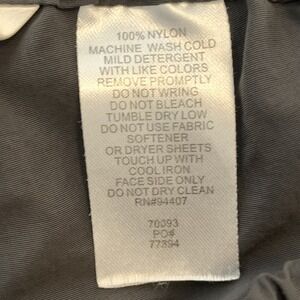 100% NYLON
MACHINE WASH COLD
MILD DETERGENT
WITH LIKE COLORS
REMOVE PROMPTLY
DO NOT WRING
DO NOT BLEACH
TUMBLE DRY LOW
DO NOT USE FABRIC
SOFTENER
OR DRYER SHEETS
TOUCH UP WITH
COOL IRON
FACE SIDE ONLY
DO NOT DRY CLEAN
RN#94407
70093
PO#
77394